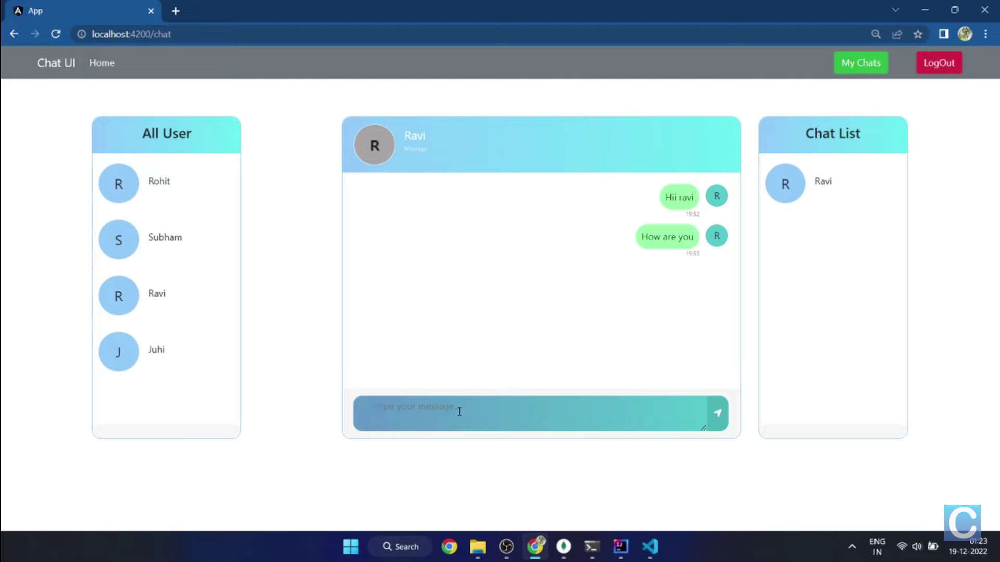 App
localhost:4200/chat
Chat UI Home My Chats LogOut
All User
R Rohit
S Subham
R Ravi
J Juhi
R Ravi
Message
Hii ravi R
19:52
How are you R
19:53
pe your message..
Chat List
R Ravi
C
Search
ENG
IN
01:23
19-12-2022